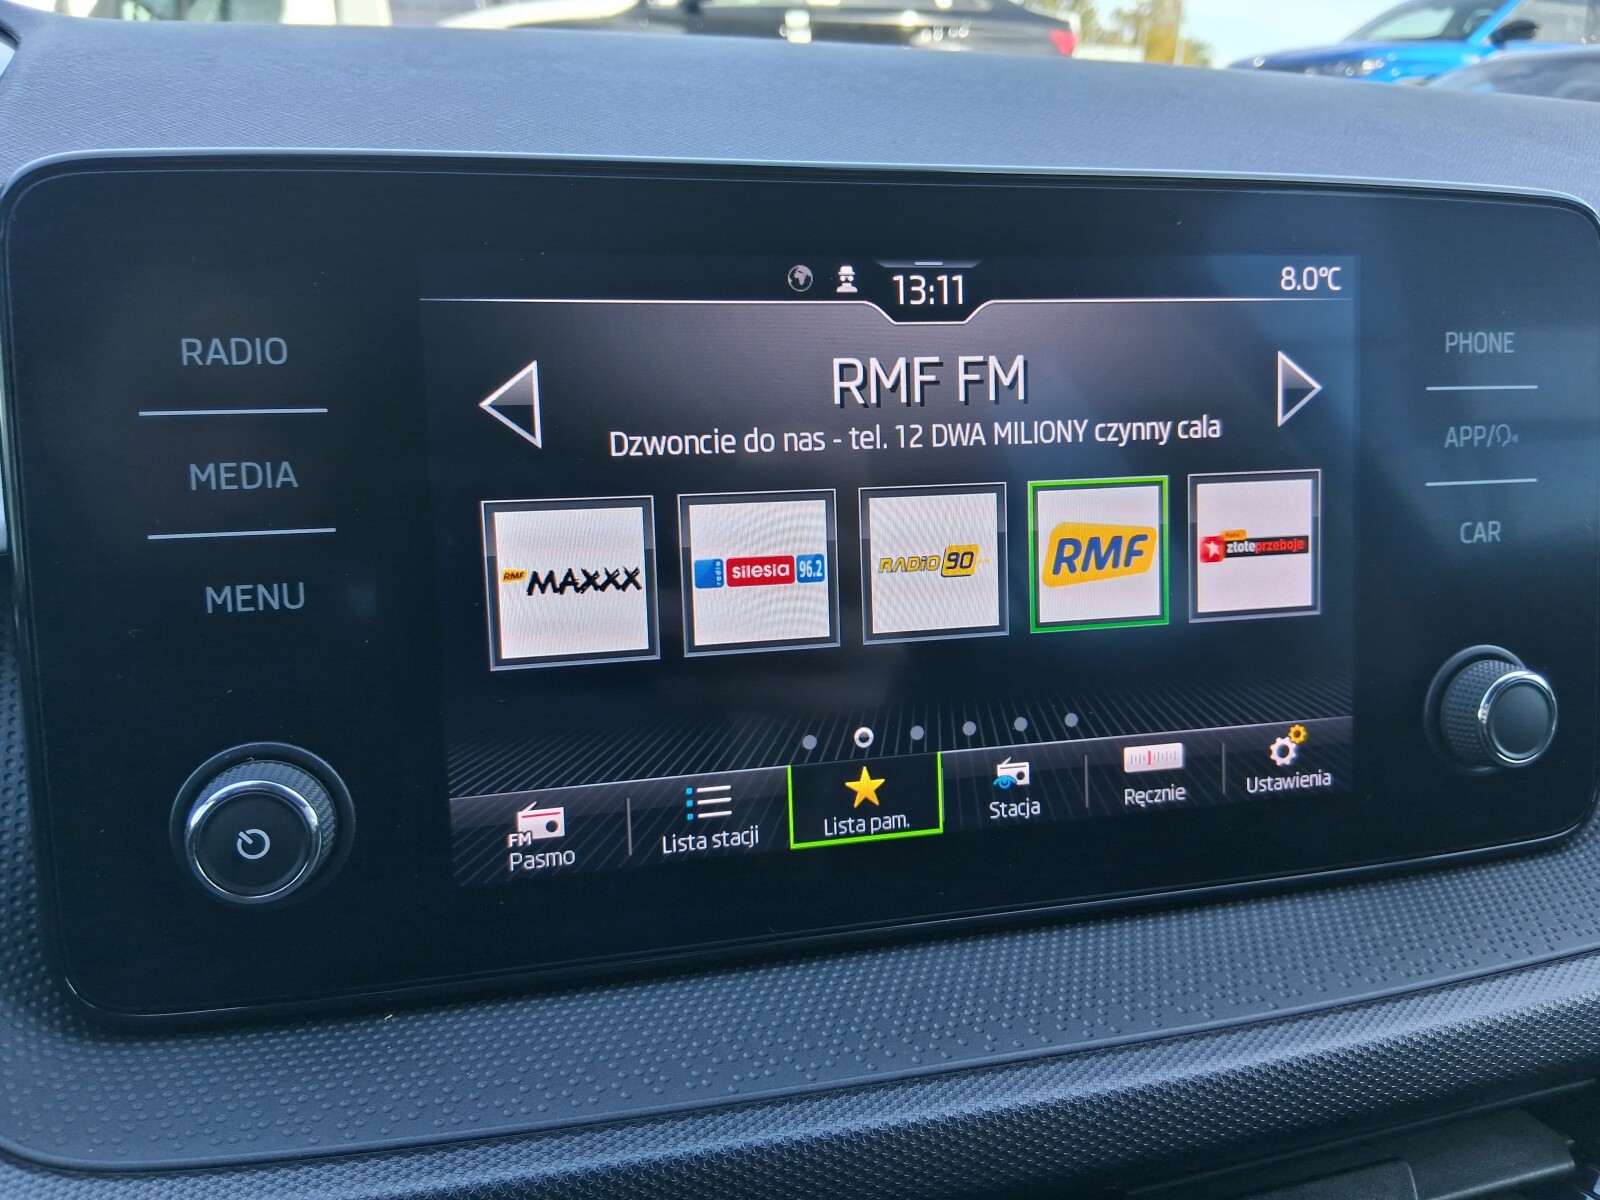 13:11
8.0°C
RADIO
MEDIA
MENU
PHONE
APP/
CAR
RMF FM
Dzwoncie do nas - tel. 12 DWA MILIONY czynny cala
RMF MAXXX
radio silesia 96.2
RADIO 90
RMF
Radio
złoteprzeboje
FM
Pasmo
Lista stacji
Lista pam.
Stacja
Ręcznie
Ustawienia